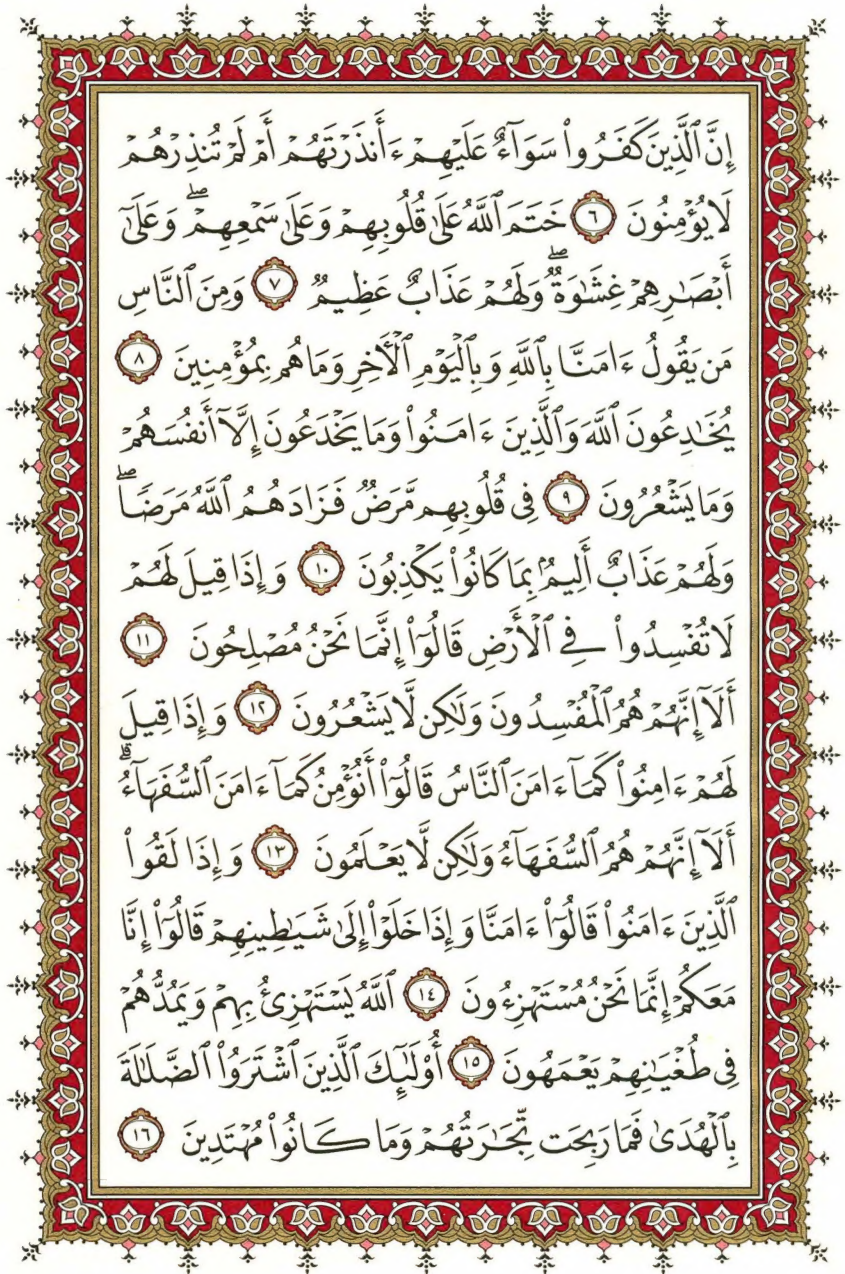 إِنَّ ٱلَّذِينَ كَفَرُوا۟ سَوَآءٌ عَلَيْهِمْ ءَأَنذَرْتَهُمْ أَمْ لَمْ تُنذِرْهُمْ
لَا يُؤْمِنُونَ ٦ خَتَمَ ٱللَّهُ عَلَىٰ قُلُوبِهِمْ وَعَلَىٰ سَمْعِهِمْ ۖ وَعَلَىٰٓ
أَبْصَـٰرِهِمْ غِشَـٰوَةٌ ۖ وَلَهُمْ عَذَابٌ عَظِيمٌ ٧ وَمِنَ ٱلنَّاسِ
مَن يَقُولُ ءَامَنَّا بِٱللَّهِ وَبِٱلْيَوْمِ ٱلْأَخِرِ وَمَا هُم بِمُؤْمِنِينَ ٨
يُخَـٰدِعُونَ ٱللَّهَ وَٱلَّذِينَ ءَامَنُوا۟ وَمَا يَخْدَعُونَ إِلَّآ أَنفُسَهُمْ
وَمَا يَشْعُرُونَ ٩ فِى قُلُوبِهِم مَّرَضٌ فَزَادَهُمُ ٱللَّهُ مَرَضًا ۖ
وَلَهُمْ عَذَابٌ أَلِيمٌۢ بِمَا كَانُوا۟ يَكْذِبُونَ ١٠ وَإِذَا قِيلَ لَهُمْ
لَا تُفْسِدُوا۟ فِى ٱلْأَرْضِ قَالُوٓا۟ إِنَّمَا نَحْنُ مُصْلِحُونَ ١١
أَلَآ إِنَّهُمْ هُمُ ٱلْمُفْسِدُونَ وَلَـٰكِن لَّا يَشْعُرُونَ ١٢ وَإِذَا قِيلَ
لَهُمْ ءَامِنُوا۟ كَمَآ ءَامَنَ ٱلنَّاسُ قَالُوٓا۟ أَنُؤْمِنُ كَمَآ ءَامَنَ ٱلسُّفَهَآءُ ۗ
أَلَآ إِنَّهُمْ هُمُ ٱلسُّفَهَآءُ وَلَـٰكِن لَّا يَعْلَمُونَ ١٣ وَإِذَا لَقُوا۟
ٱلَّذِينَ ءَامَنُوا۟ قَالُوٓا۟ ءَامَنَّا وَإِذَا خَلَوْا۟ إِلَىٰ شَيَـٰطِينِهِمْ قَالُوٓا۟ إِنَّا
مَعَكُمْ إِنَّمَا نَحْنُ مُسْتَهْزِءُونَ ١٤ ٱللَّهُ يَسْتَهْزِئُ بِهِمْ وَيَمُدُّهُمْ
فِى طُغْيَـٰنِهِمْ يَعْمَهُونَ ١٥ أُو۟لَـٰٓئِكَ ٱلَّذِينَ ٱشْتَرَوُا۟ ٱلضَّلَـٰلَةَ
بِٱلْهُدَىٰ فَمَا رَبِحَت تِّجَـٰرَتُهُمْ وَمَا كَانُوا۟ مُهْتَدِينَ ١٦